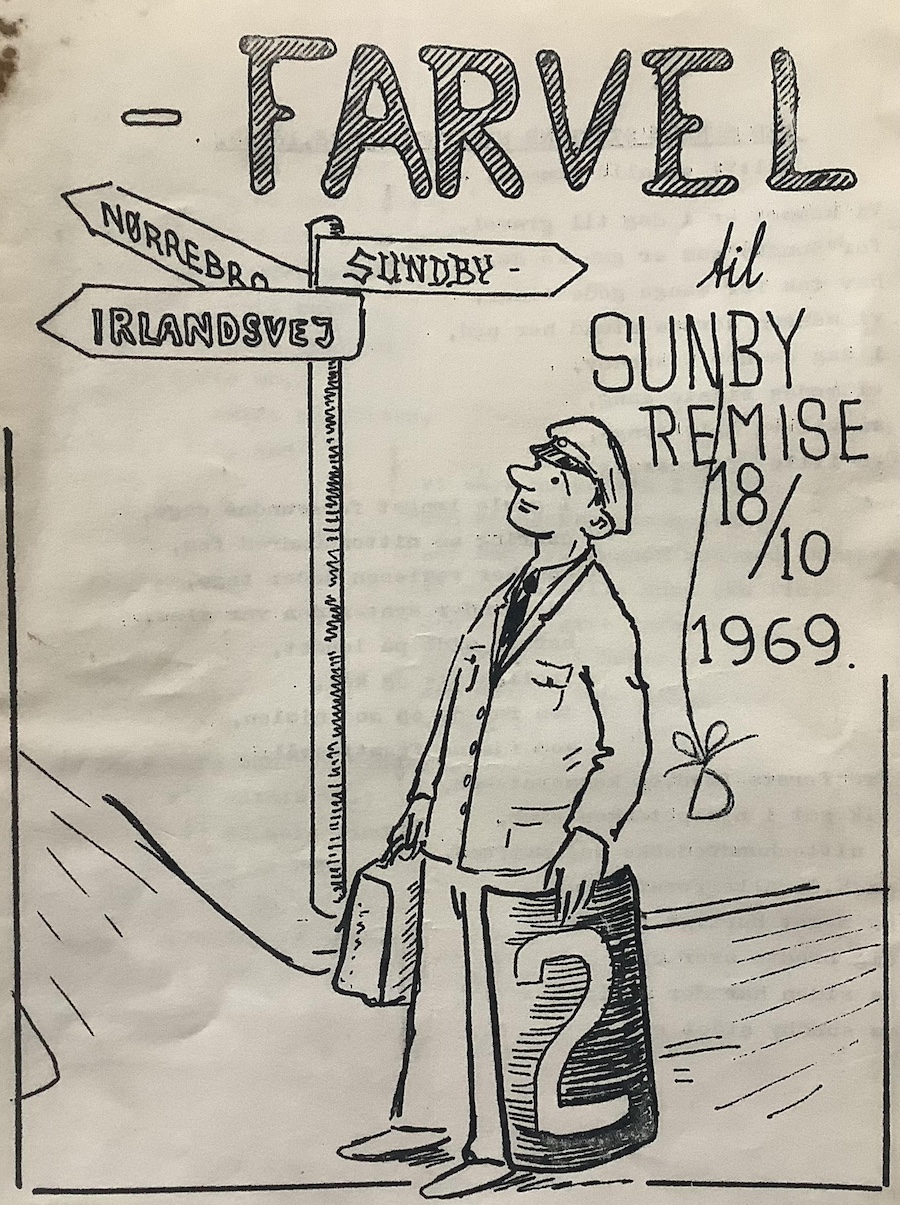 - FARVEL
NØRREBRO
SUNDBY -
IRLANDSVEJ
til
SUNBY
REMISE
18/10
1969.
D
2